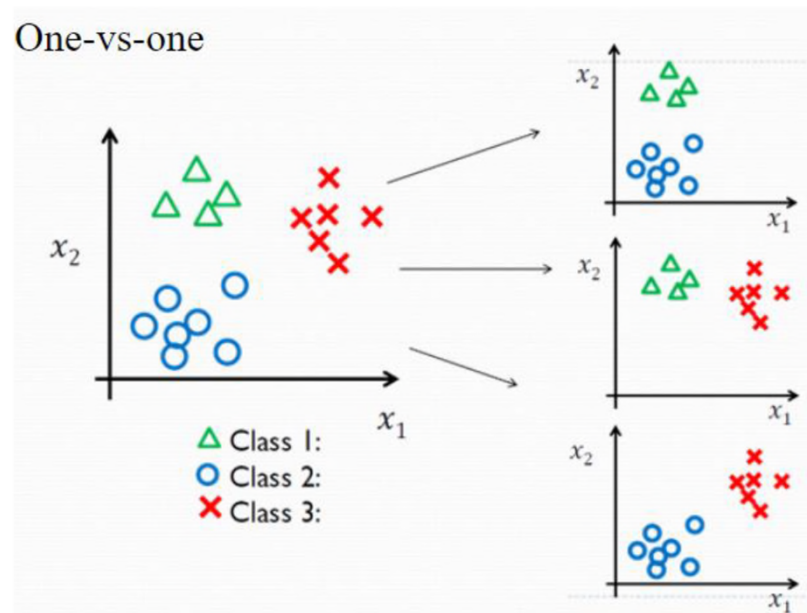 One-vs-one
x₂
x₁
Class 1:
Class 2:
Class 3:
x₂
x₁
x₂
x₁
x₂
x₁